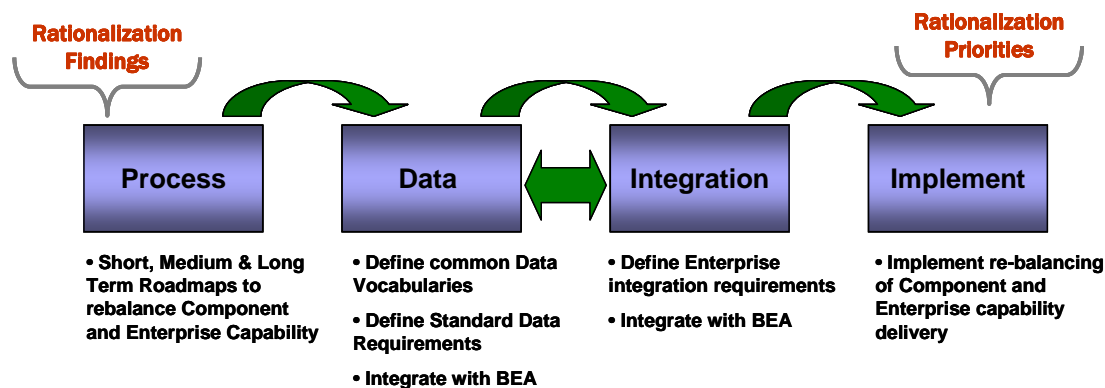 Rationalization
Findings
Rationalization
Priorities
Process
Data
Integration
Implement
• Short, Medium & Long
Term Roadmaps to
rebalance Component
and Enterprise Capability
• Define common Data
Vocabularies
• Define Standard Data
Requirements
• Integrate with BEA
• Define Enterprise
integration requirements
• Integrate with BEA
• Implement re-balancing
of Component and
Enterprise capability
delivery